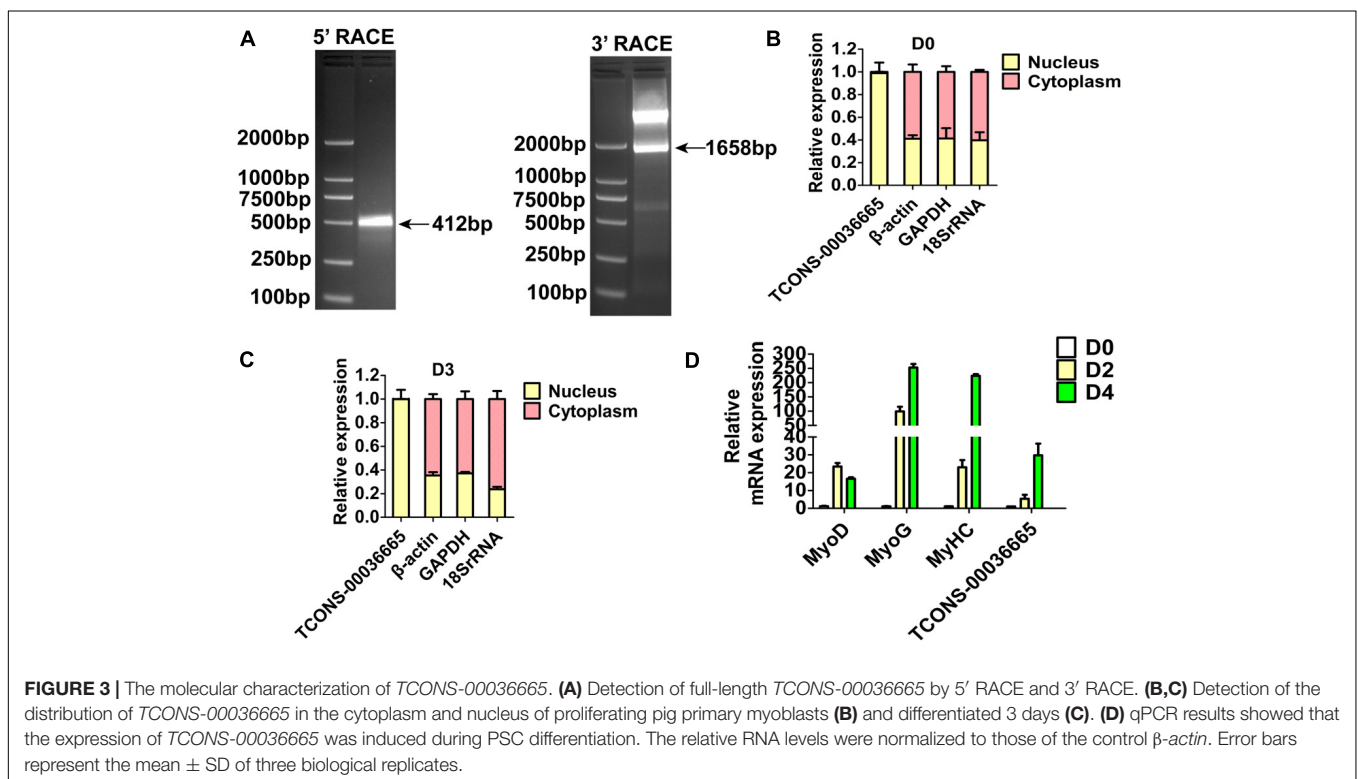 A
5' RACE
2000bp
1000bp
7500bp
500bp
250bp
100bp
412bp
3' RACE
2000bp
1000bp
7500bp
500bp
250bp
100bp
1658bp
B
D0
Relative expression
1.2
1.0
0.8
0.6
0.4
0.2
0.0
TCONS-00036665
β-actin
GAPDH
18SrRNA
Nucleus
Cytoplasm
C
D3
Relative expression
1.2
1.0
0.8
0.6
0.4
0.2
0.0
TCONS-00036665
β-actin
GAPDH
18SrRNA
Nucleus
Cytoplasm
D
Relative
mRNA expression
300
250
200
150
100
50
40
30
20
10
0
MyoD
MyoG
MyHC
TCONS-00036665
D0
D2
D4
FIGURE 3 | The molecular characterization of TCONS-00036665. (A) Detection of full-length TCONS-00036665 by 5′ RACE and 3′ RACE. (B,C) Detection of the
distribution of TCONS-00036665 in the cytoplasm and nucleus of proliferating pig primary myoblasts (B) and differentiated 3 days (C). (D) qPCR results showed that
the expression of TCONS-00036665 was induced during PSC differentiation. The relative RNA levels were normalized to those of the control β-actin. Error bars
represent the mean ± SD of three biological replicates.